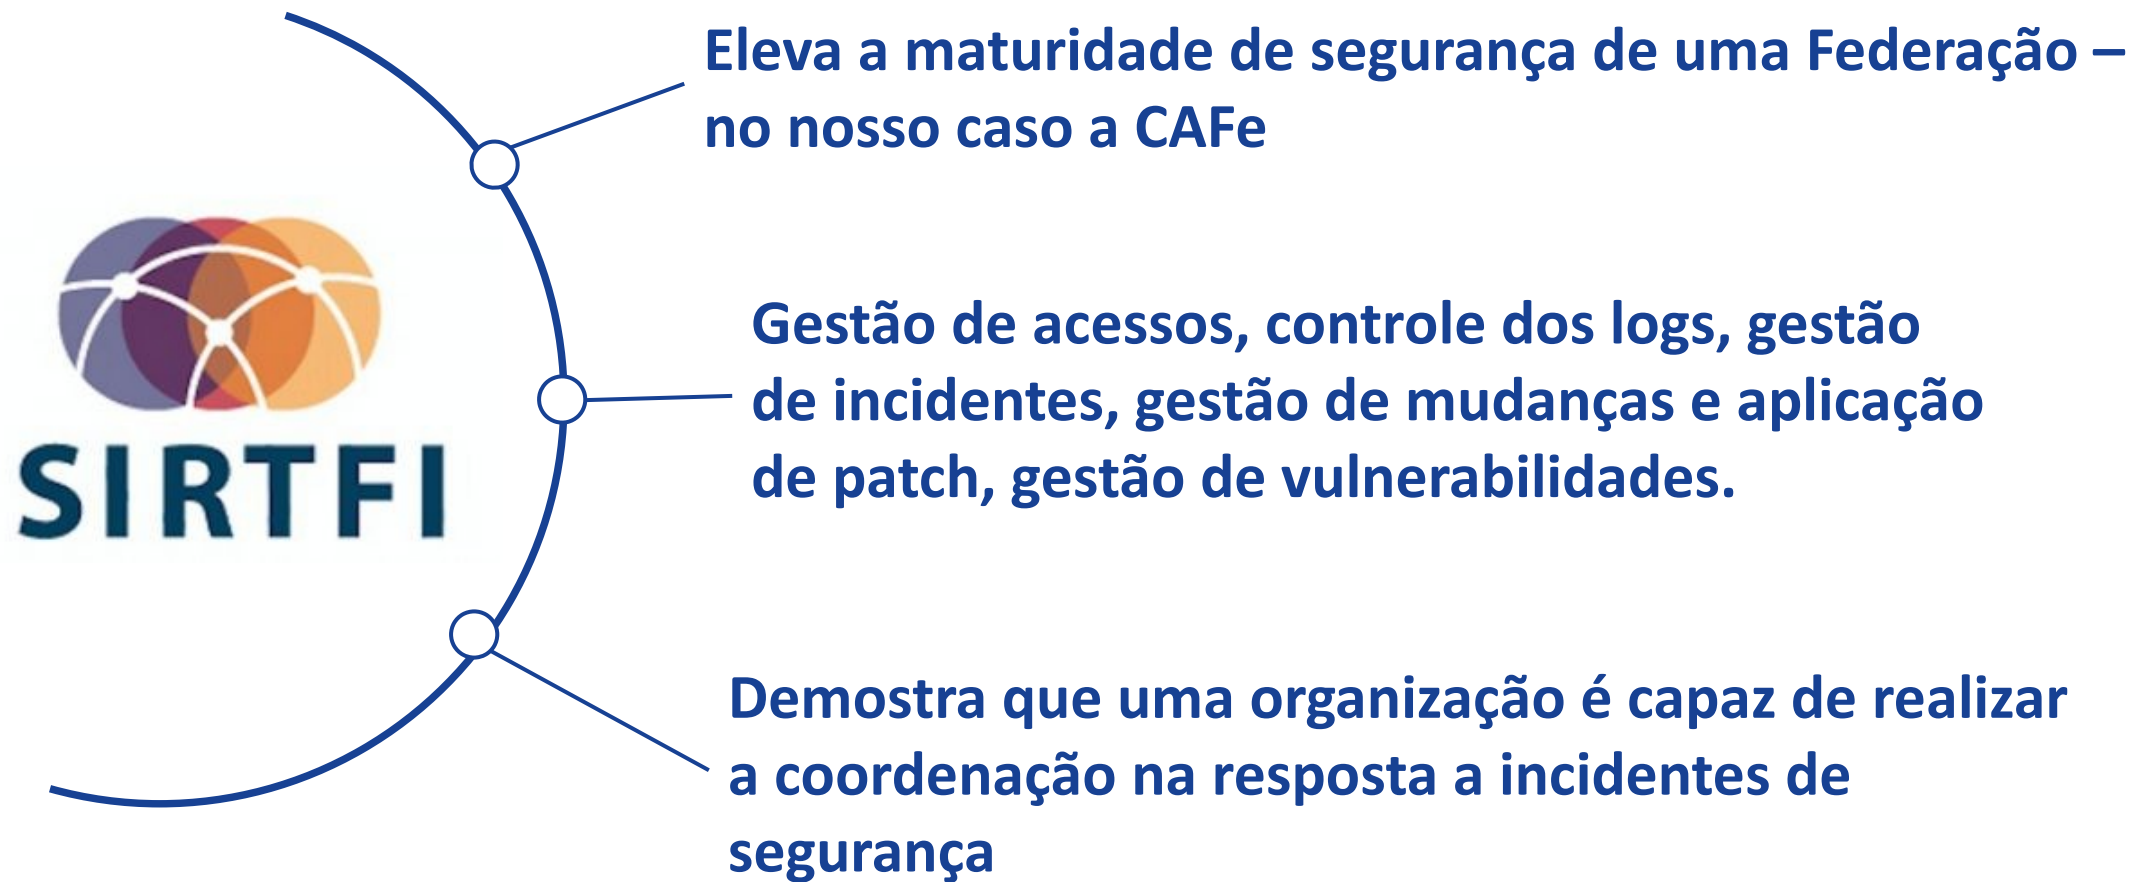 Eleva a maturidade de segurança de uma Federação –
no nosso caso a CAFe
SIRTFI
Gestão de acessos, controle dos logs, gestão
de incidentes, gestão de mudanças e aplicação
de patch, gestão de vulnerabilidades.
Demostra que uma organização é capaz de realizar
a coordenação na resposta a incidentes de
segurança